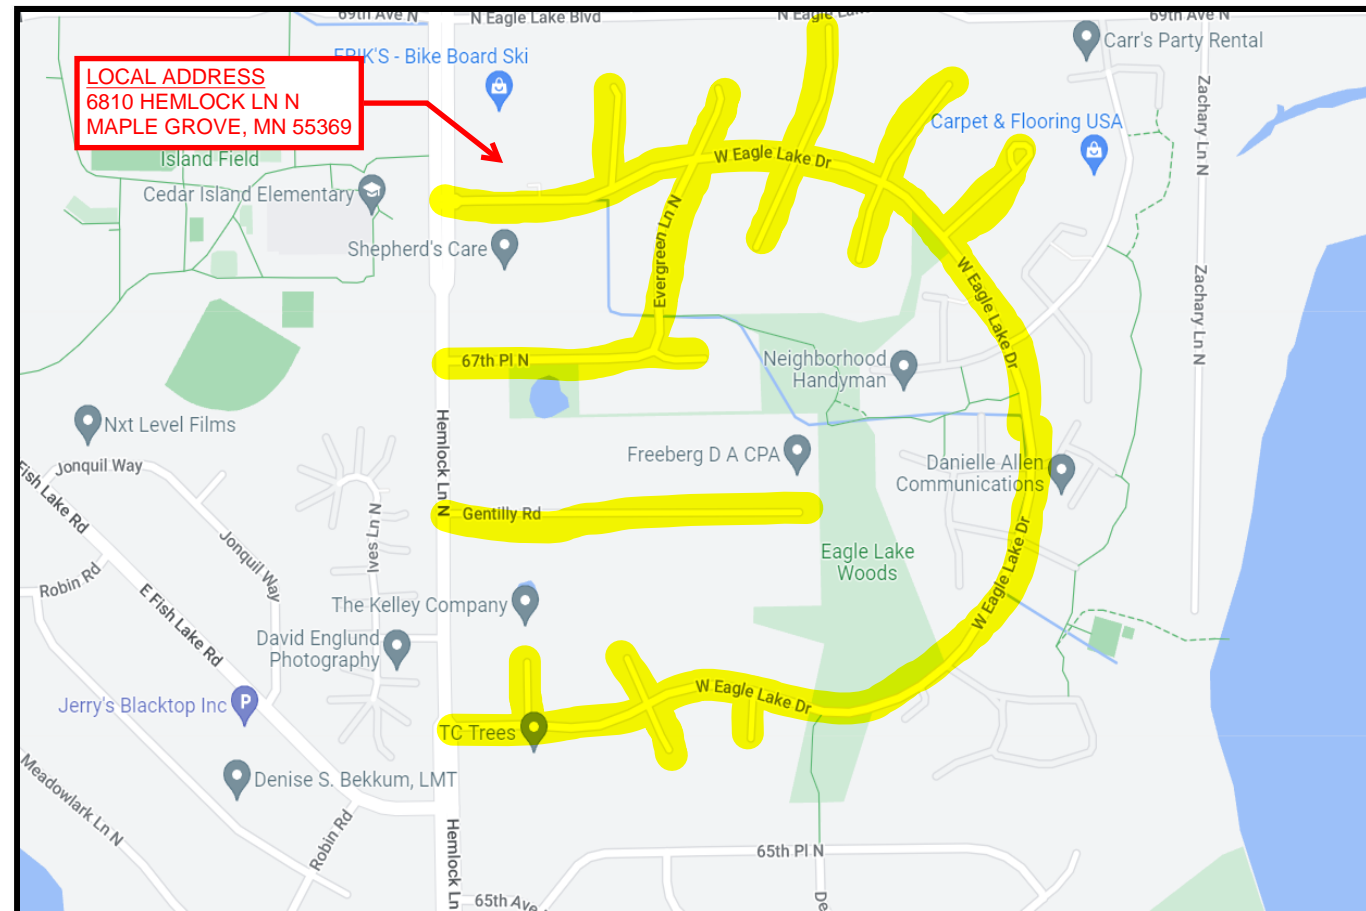 69th Ave N
N Eagle Lake Blvd
N Eagle Lake
69th Ave N
Carr's Party Rental
ERIK'S - Bike Board Ski
LOCAL ADDRESS
6810 HEMLOCK LN N
MAPLE GROVE, MN 55369
Carpet & Flooring USA
Zachary Ln N
Island Field
W Eagle Lake Dr
Cedar Island Elementary
Shepherd's Care
Evergreen Ln N
W Eagle Lake Dr
Zachary Ln N
67th Pl N
Neighborhood
Handyman
Nxt Level Films
Hemlock Ln N
Freeberg D A CPA
Danielle Allen
Communications
Jonquil Way
Fish Lake Rd
Ives Ln N
Gentilly Rd
Jonquil Way
Eagle Lake
Woods
W Eagle Lake Dr
Robin Rd
E Fish Lake Rd
The Kelley Company
David Englund
Photography
W Eagle Lake Dr
Jerry's Blacktop Inc
P
TC Trees
Denise S. Bekkum, LMT
Meadowlark Ln N
Robin Rd
Hemlock Ln
65th Pl N
65th Ave
De